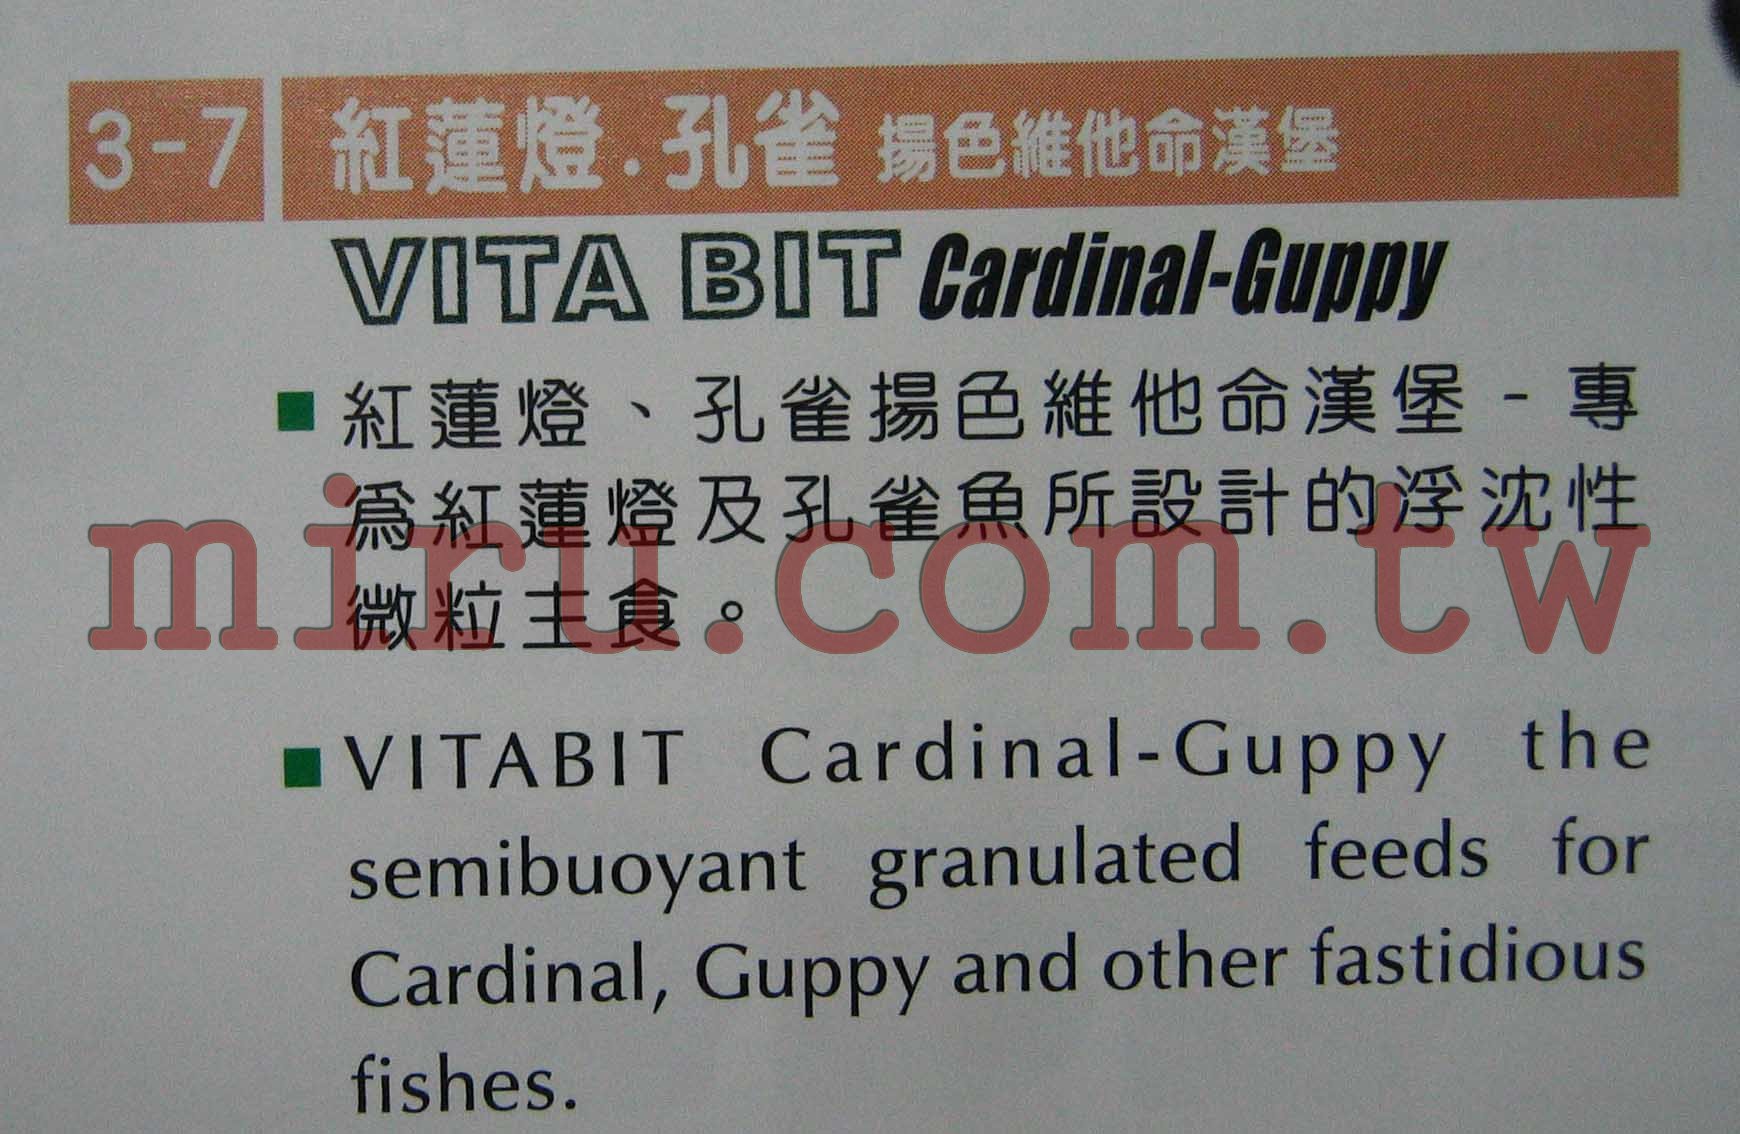 3-7 紅蓮燈.孔雀 揚色維他命漢堡
VITA BIT Cardinal-Guppy
■紅蓮燈、孔雀揚色維他命漢堡-專
爲紅蓮燈及孔雀魚所設計的浮沈性
微粒主食。
miru.com.tw
■VITABIT Cardinal-Guppy the
semibuoyant granulated feeds for
Cardinal, Guppy and other fastidious
fishes.